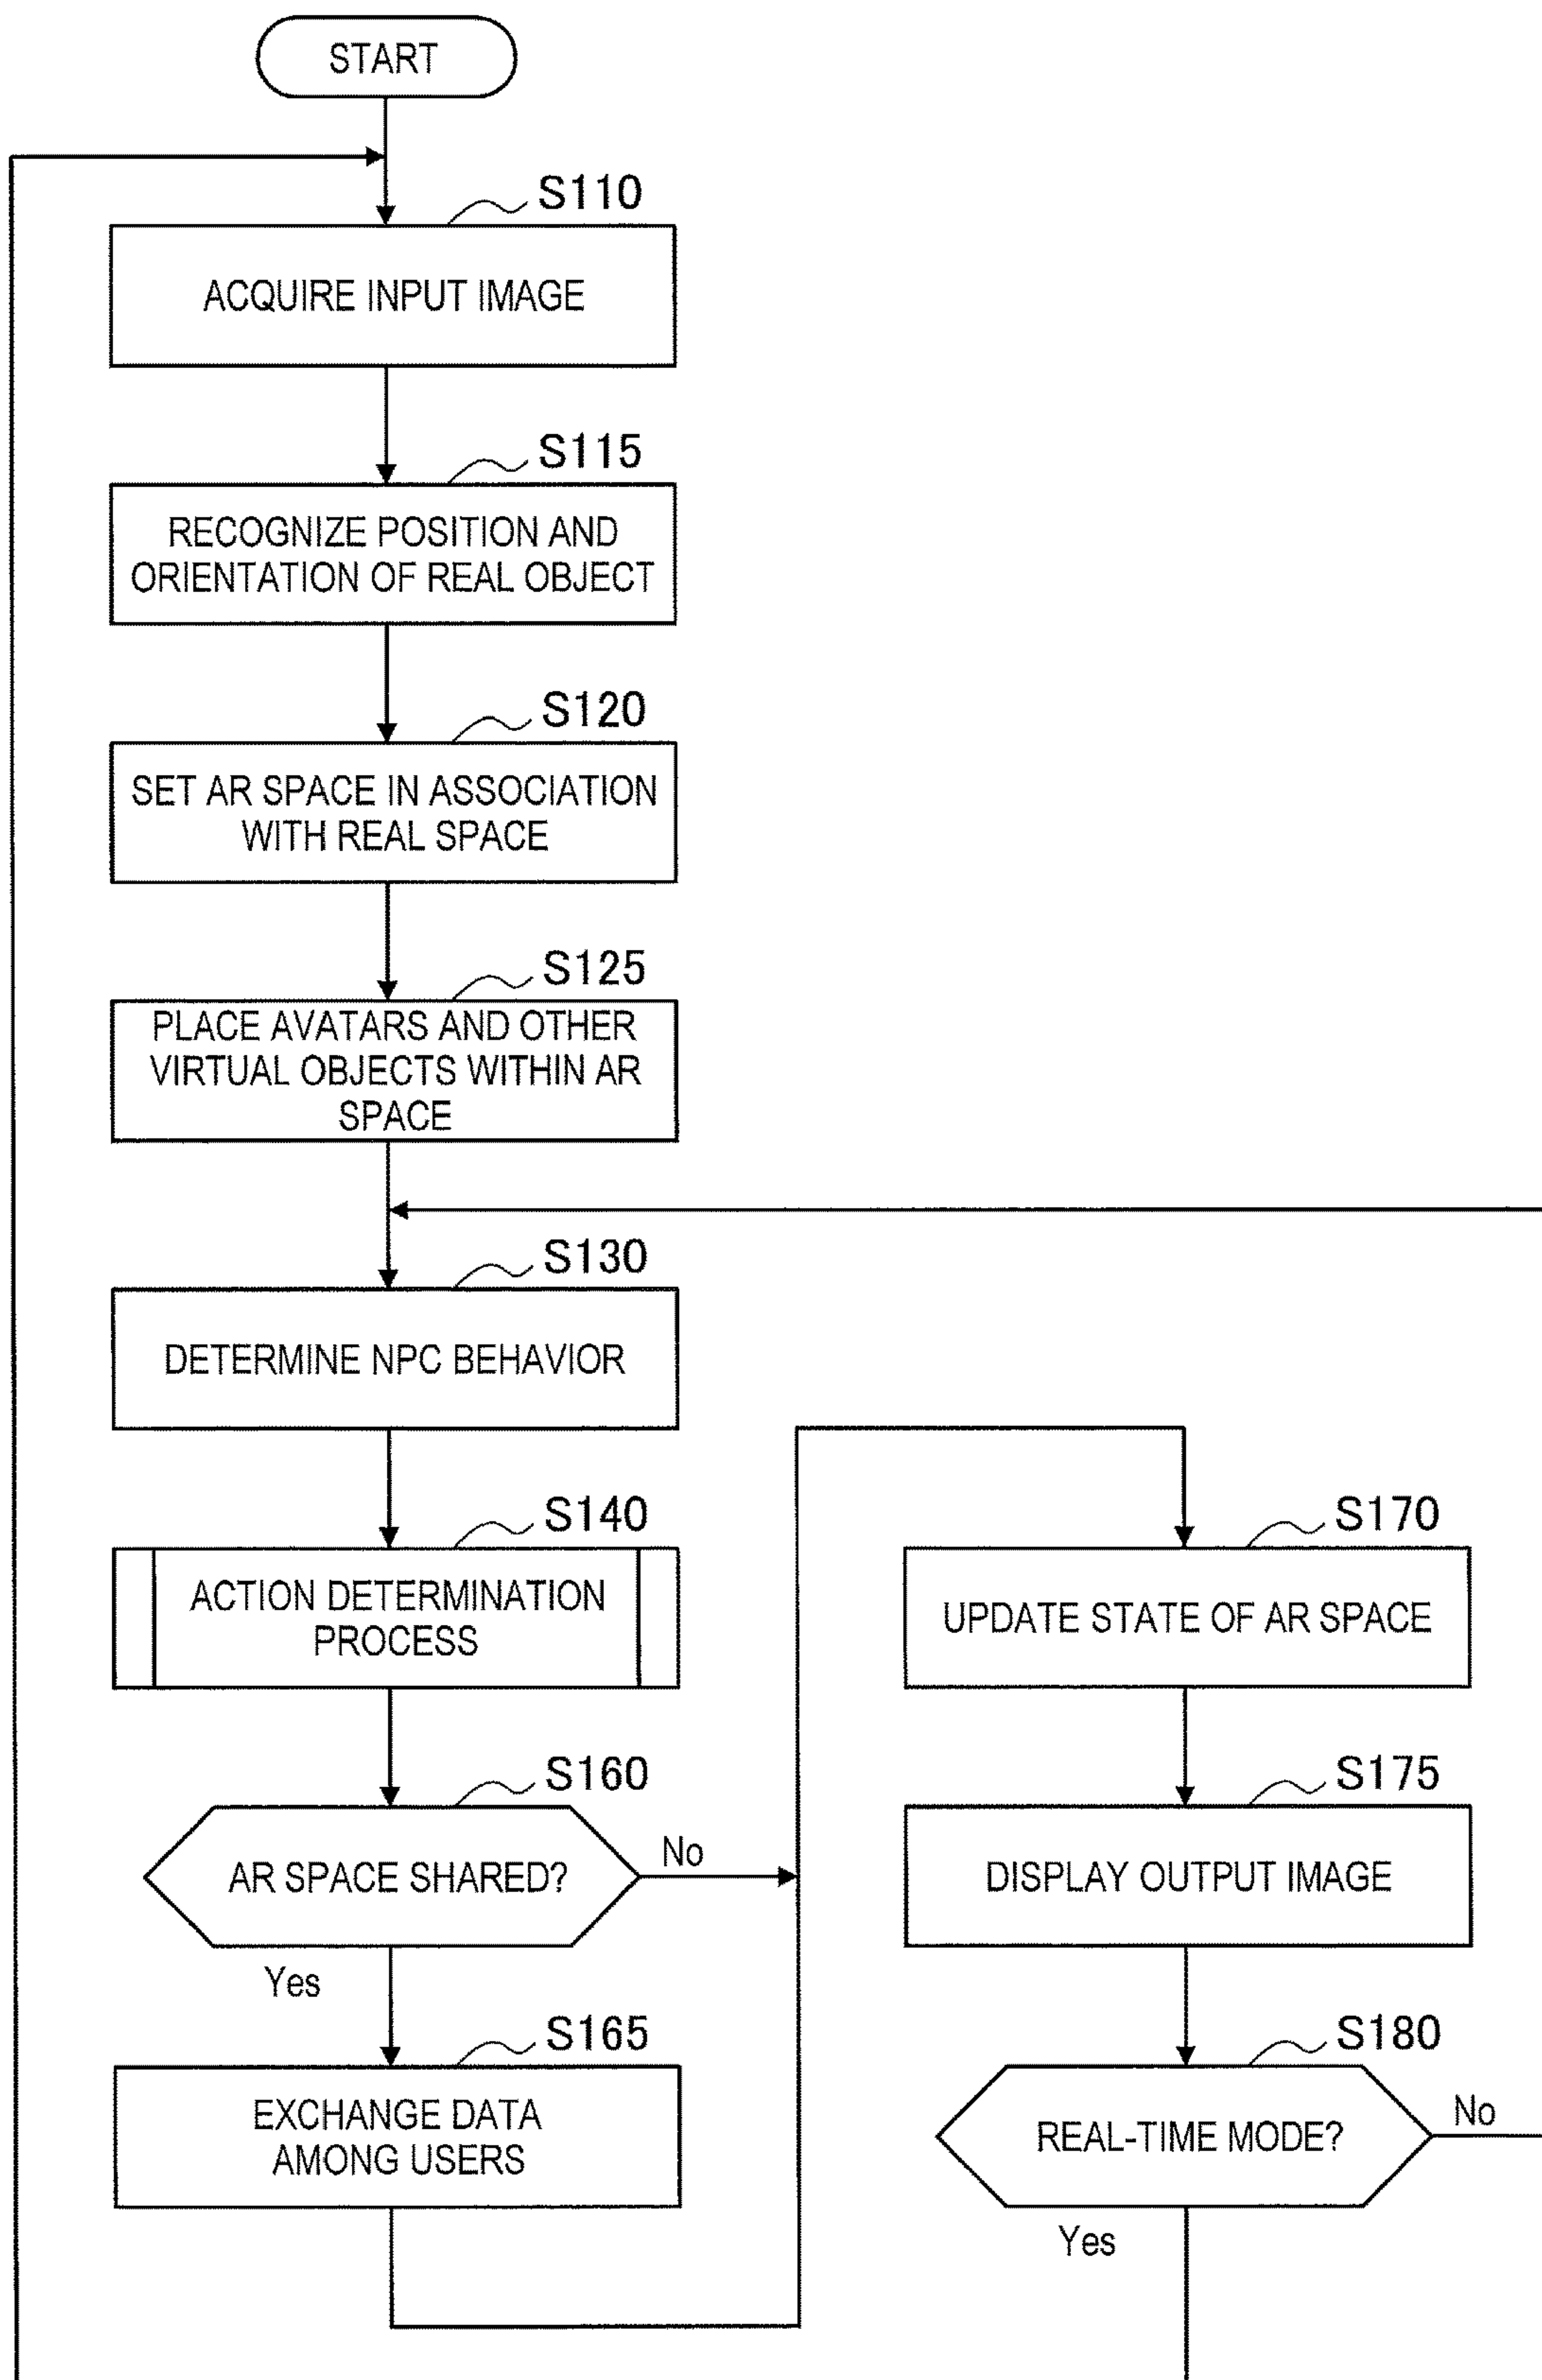 START
S110
ACQUIRE INPUT IMAGE
S115
RECOGNIZE POSITION AND
ORIENTATION OF REAL OBJECT
S120
SET AR SPACE IN ASSOCIATION
WITH REAL SPACE
S125
PLACE AVATARS AND OTHER
VIRTUAL OBJECTS WITHIN AR
SPACE
S130
DETERMINE NPC BEHAVIOR
S140
ACTION DETERMINATION
PROCESS
S160
AR SPACE SHARED?
No
Yes
S165
EXCHANGE DATA
AMONG USERS
S170
UPDATE STATE OF AR SPACE
S175
DISPLAY OUTPUT IMAGE
S180
REAL-TIME MODE?
No
Yes